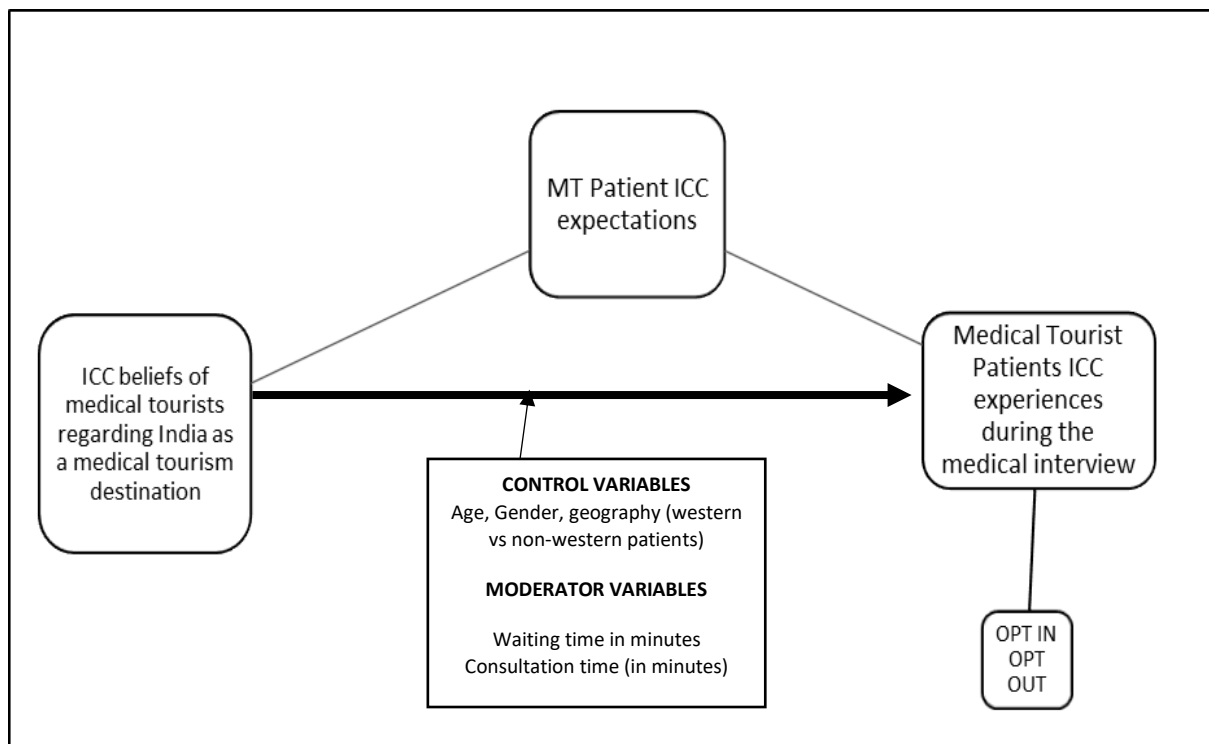 MT Patient ICC
expectations
ICC beliefs of
medical tourists
regarding India as
a medical tourism
destination
Medical Tourist
Patients ICC
experiences
during the
medical interview
CONTROL VARIABLES
Age, Gender, geography (western
vs non-western patients)
MODERATOR VARIABLES
Waiting time in minutes
Consultation time (in minutes)
OPT IN
OPT
OUT